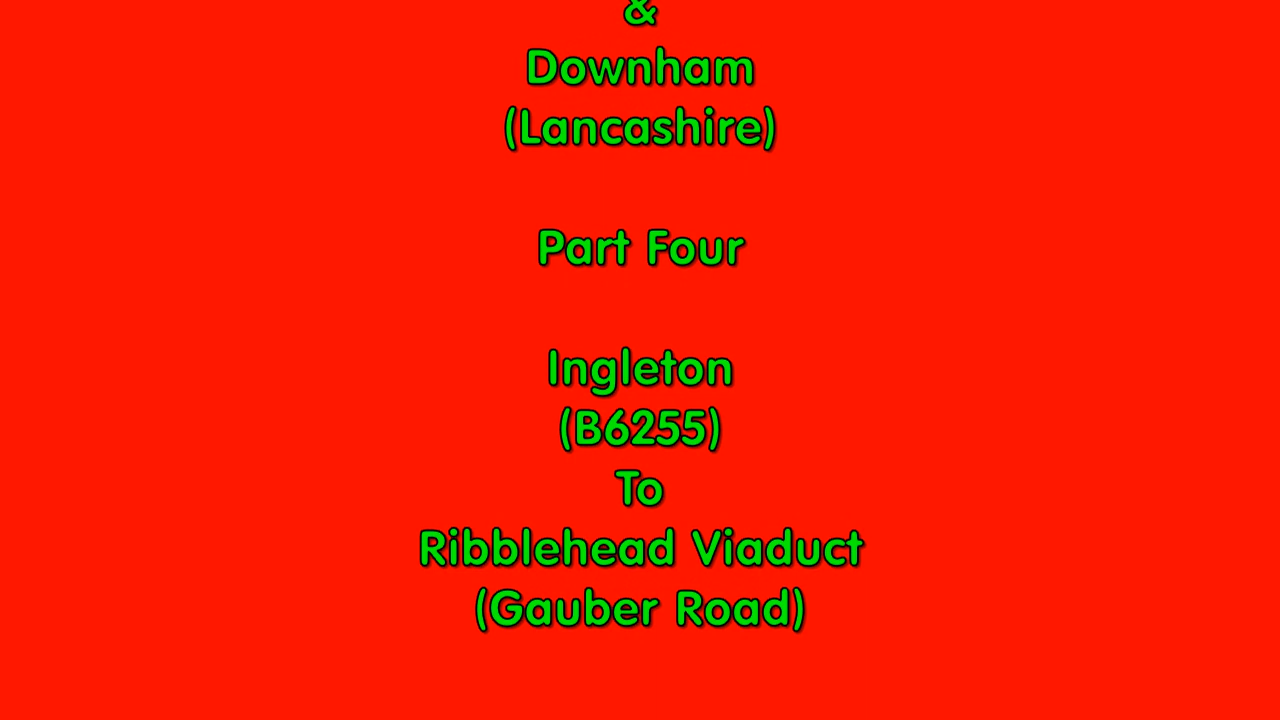 &
Downham
(Lancashire)
Part Four
Ingleton
(B6255)
To
Ribblehead Viaduct
(Gauber Road)